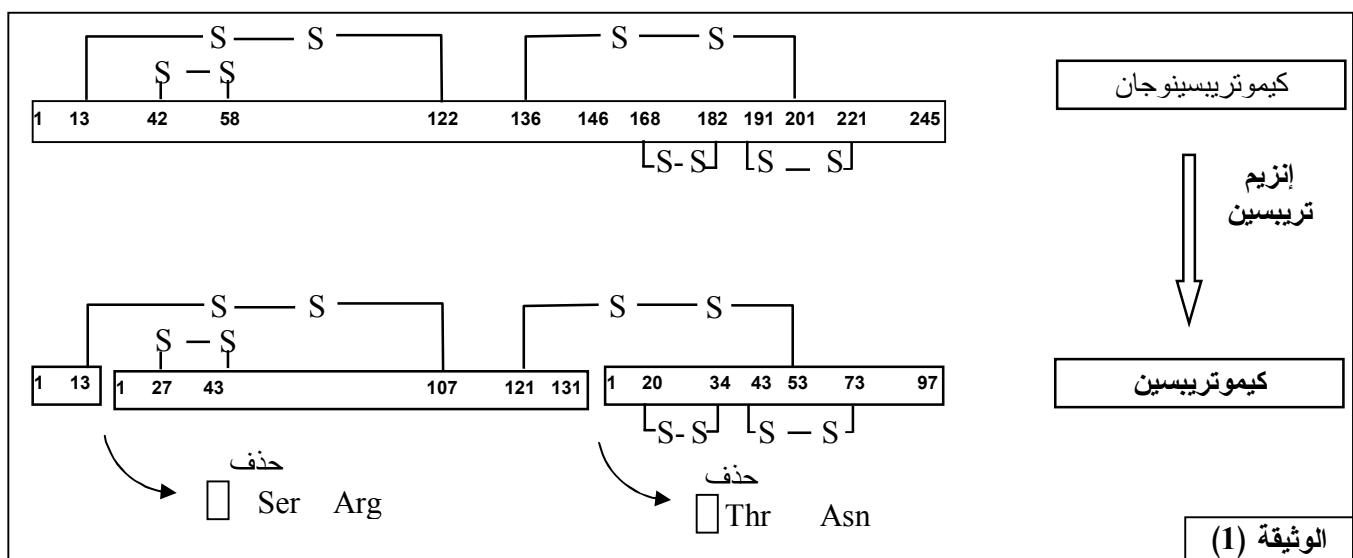 S — S
S — S
S — S
كيموتريبسينوجان
1 13 42 58 122 136 146 168 182 191 201 221 245
S- S
S — S
إنزيم
تريبسين
S — S
S — S
S — S
1 13
1 27 43 107 121 131
1 20 34 43 53 73 97
كيموتريبسين
S- S
S — S
حذف
Ser Arg
حذف
Thr Asn
الوثيقة (1)